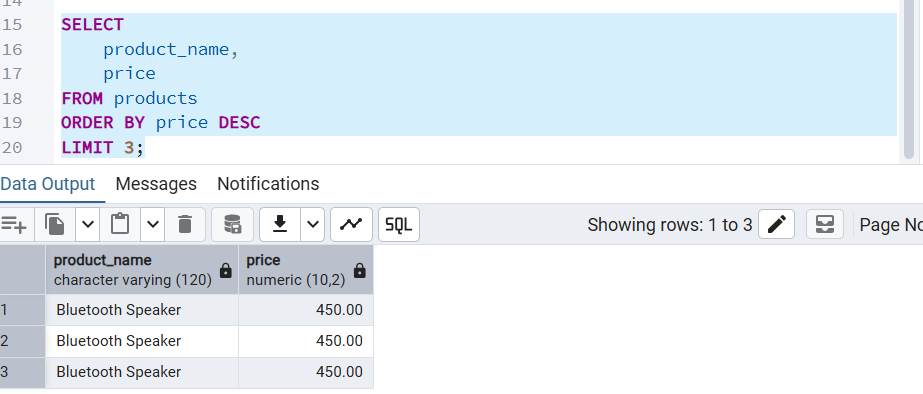 14
15 SELECT
16 product_name,
17 price
18 FROM products
19 ORDER BY price DESC
20 LIMIT 3;
Data Output Messages Notifications
SQL Showing rows: 1 to 3 Page No
product_name price
character varying (120) numeric (10,2)
1 Bluetooth Speaker 450.00
2 Bluetooth Speaker 450.00
3 Bluetooth Speaker 450.00